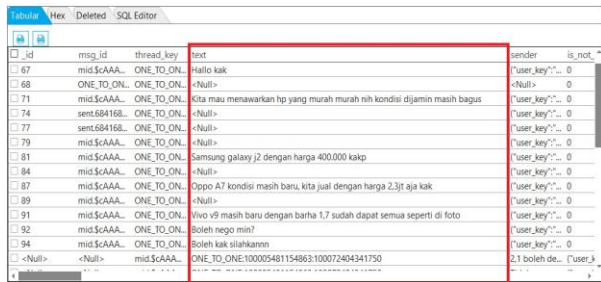 Tabular Hex Deleted SQL Editor
_id msg_id thread_key text sender is_not_
67 mid.$cAAA... ONE_TO_ON... Hallo kak {"user_key":"... 0
68 ONE_TO_ON... ONE_TO_ON... <Null> <Null> 0
71 mid.$cAAA... ONE_TO_ON... Kita mau menawarkan hp yang murah murah nih kondisi dijamin masih bagus {"user_key":"... 0
74 sent.684168... ONE_TO_ON... <Null> {"user_key":"... 0
77 sent.684168... ONE_TO_ON... <Null> {"user_key":"... 0
79 mid.$cAAA... ONE_TO_ON... <Null> {"user_key":"... 0
81 mid.$cAAA... ONE_TO_ON... Samsung galaxy j2 dengan harga 400.000 kakp {"user_key":"... 0
84 mid.$cAAA... ONE_TO_ON... <Null> {"user_key":"... 0
87 mid.$cAAA... ONE_TO_ON... Oppo A7 kondisi masih baru, kita jual dengan harga 2,3jt aja kak {"user_key":"... 0
89 mid.$cAAA... ONE_TO_ON... <Null> {"user_key":"... 0
91 mid.$cAAA... ONE_TO_ON... Vivo v9 masih baru dengan barha 1,7 sudah dapat semua seperti di foto {"user_key":"... 0
92 mid.$cAAA... ONE_TO_ON... Boleh nego min? {"user_key":"... 0
94 mid.$cAAA... ONE_TO_ON... Boleh kak silahkannn {"user_key":"... 0
<Null> <Null> mid.$cAAA... ONE_TO_ONE:100005481154863:100072404341750 2,1 boleh de... {"user_k